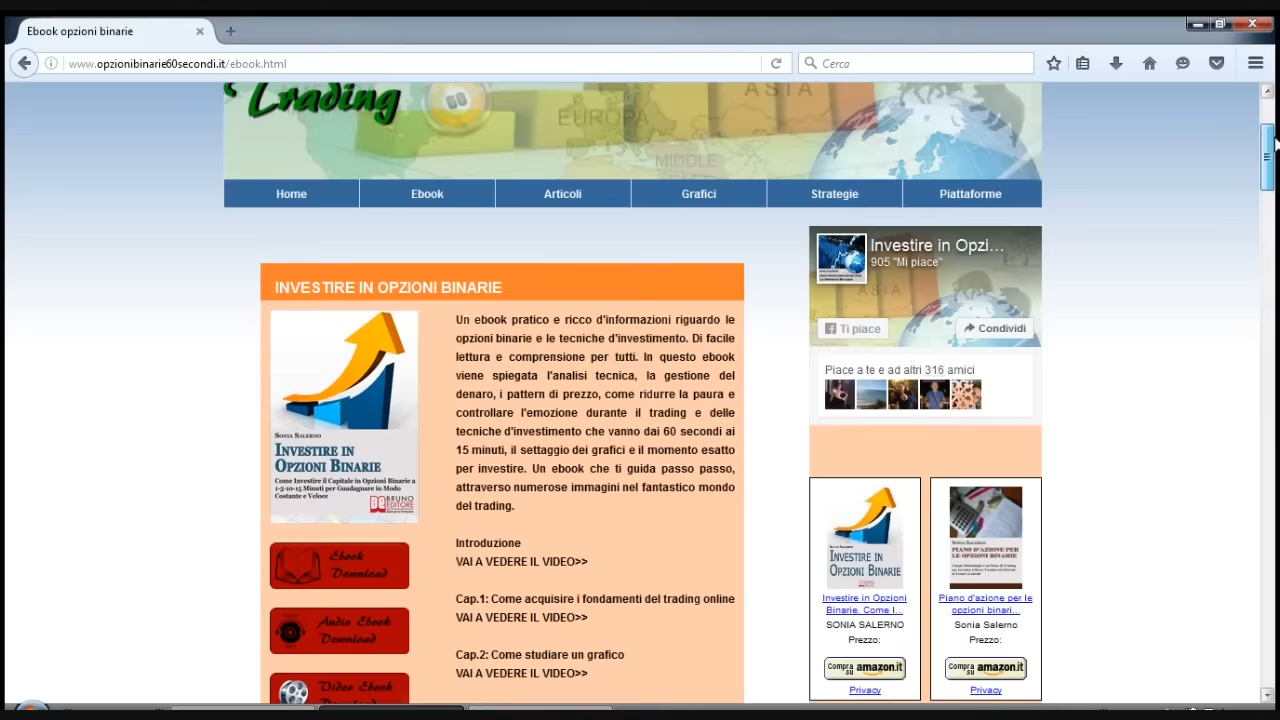 Ebook opzioni binarie
www.opzionibinarie60secondi.it/ebook.html
Cerca
Trading
60
EUROPA
ASIA
MIDDLE
Home
Ebook
Articoli
Grafici
Strategie
Piattaforme
INVESTIRE IN OPZIONI BINARIE
SONIA SALERNO
INVESTIRE IN
OPZIONI BINARIE
Come Investire il Capitale in Opzioni Binarie a
1-5-10-15 Minuti per Guadagnare in Modo
Costante e Veloce
BRUNO
EDITORE
Ebook
Download
Audio Ebook
Download
Video Ebook
Download
Un ebook pratico e ricco d'informazioni riguardo le
opzioni binarie e le tecniche d'investimento. Di facile
lettura e comprensione per tutti. In questo ebook
viene spiegata l'analisi tecnica, la gestione del
denaro, i pattern di prezzo, come ridurre la paura e
controllare l'emozione durante il trading e delle
tecniche d'investimento che vanno dai 60 secondi ai
15 minuti, il settaggio dei grafici e il momento esatto
per investire. Un ebook che ti guida passo passo,
attraverso numerose immagini nel fantastico mondo
del trading.
Introduzione
VAI A VEDERE IL VIDEO>>
Cap.1: Come acquisire i fondamenti del trading online
VAI A VEDERE IL VIDEO>>
Cap.2: Come studiare un grafico
VAI A VEDERE IL VIDEO>>
Investire in Opzi...
905 "Mi piace"
ASIA
Ti piace
Condividi
Piace a te e ad altri 316 amici
SONIA SALERNO
INVESTIRE IN
OPZIONI BINARIE
Investire in Opzioni
Binarie. Come I...
SONIA SALERNO
Prezzo:
Compra su amazon.it
Privacy
SONIA SALERNO
PIANO D'AZIONE PER
LE OPZIONI BINARIE
Piano d'azione per le
opzioni binari...
Sonia Salerno
Prezzo:
Compra su amazon.it
Privacy